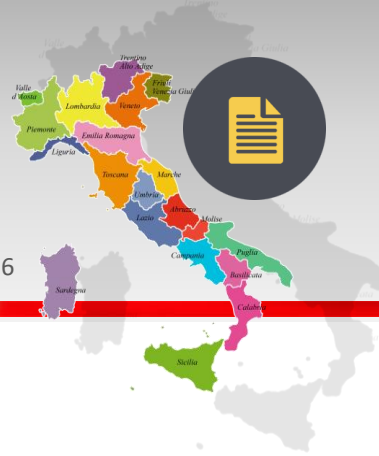 Trentino
Alto Adige
Friuli
Venezia Giuli
Valle
d'Aosta
Lombardia
Veneto
Piemonte
Emilia Romagna
Liguria
Toscana
Marche
Umbria
Abruzzo
Lazio
Molise
Campania
Puglia
Basilicata
6
Sardegna
Calabria
Sicilia